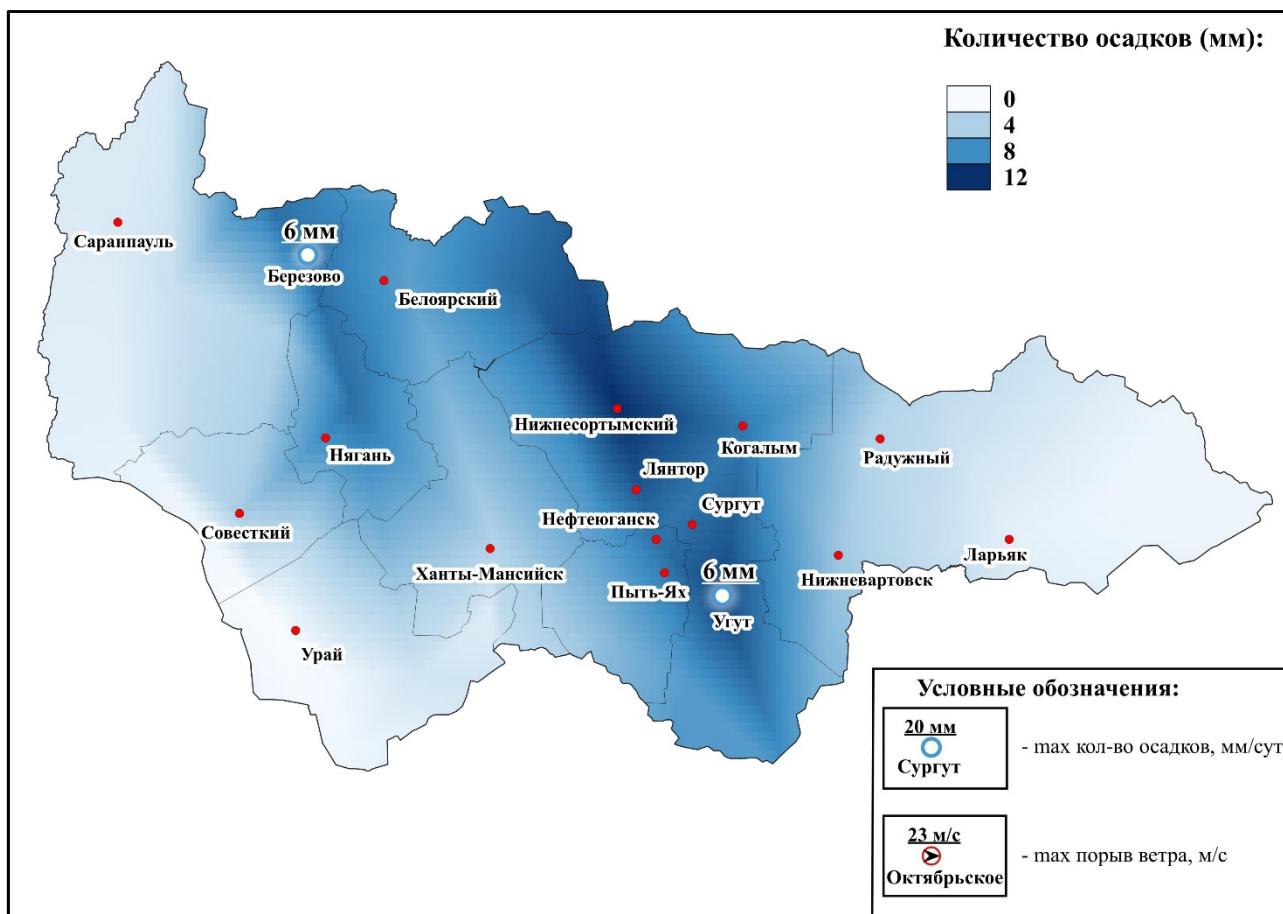 Количество осадков (мм):
0
4
8
12
Саранпауль
6 мм
Березово
Белоярский
Нижнесортымский
Когалым
Радужный
Нягань
Лянтор
Сургут
Совесткий
Нефтеюганск
Ханты-Мансийск
Пыть-Ях
6 мм
Угут
Нижневартовск
Ларьяк
Урай
Условные обозначения:
20 мм
Сургут
- max кол-во осадков, мм/сут
23 м/с
Октябрьское
- max порыв ветра, м/с